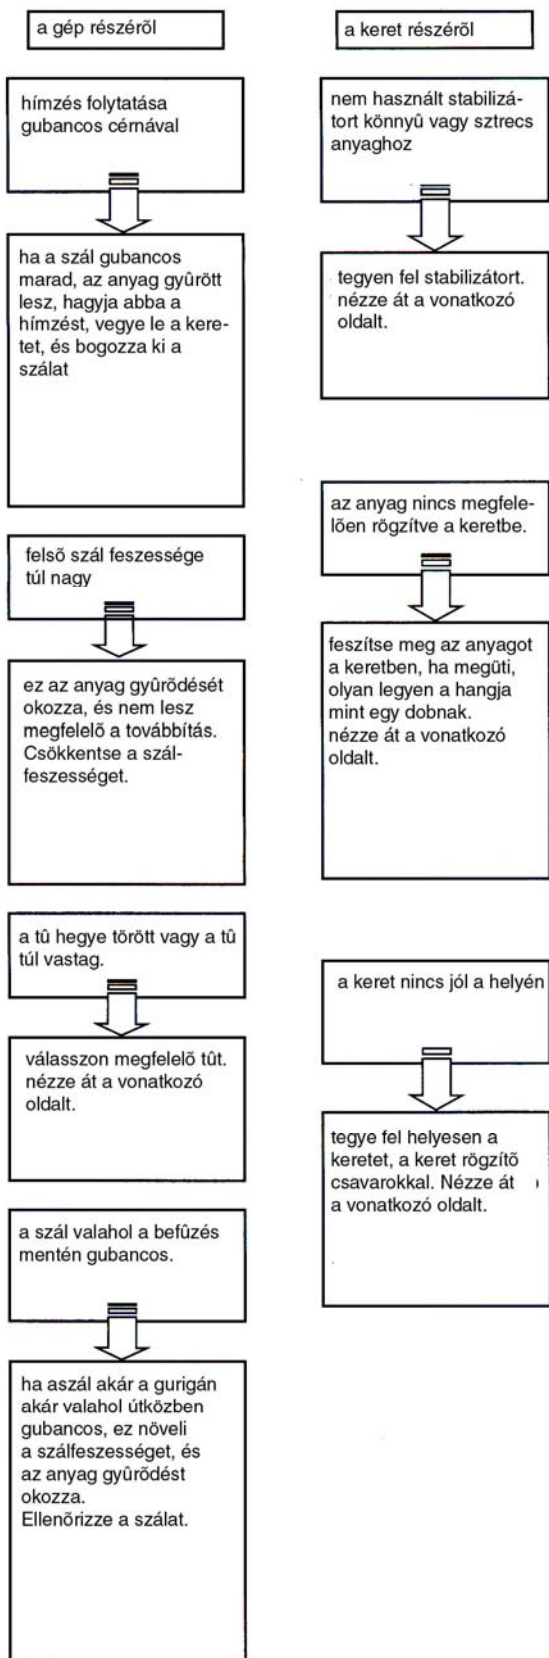 a gép részérõl
hímzés folytatása
gubancos cérnával
ha a szál gubancos
marad, az anyag gyûrött
lesz, hagyja abba a
hímzést, vegye le a kere-
tet, és bogozza ki a
szálat
felsõ szál feszessége
túl nagy
ez az anyag gyûrõdését
okozza, és nem lesz
megfelelõ a továbbítás.
Csökkentse a szál-
feszességet.
a tû hegye törött vagy a tû
túl vastag.
válasszon megfelelõ tût.
nézze át a vonatkozó
oldalt.
a szál valahol a befûzés
mentén gubancos.
ha aszál akár a gurigán
akár valahol útközben
gubancos, ez növeli
a szálfeszességet, és
az anyag gyûrõdést
okozza.
Ellenõrizze a szálat.
a keret részérõl
nem használt stabilizá-
tort könnyû vagy sztrecs
anyaghoz
tegyen fel stabilizátort.
nézze át a vonatkozó
oldalt.
az anyag nincs megfele-
lõen rögzítve a keretbe.
feszítse meg az anyagot
a keretben, ha megüti,
olyan legyen a hangja
mint egy dobnak.
nézze át a vonatkozó
oldalt.
a keret nincs jól a helyén
tegye fel helyesen a
keretet, a keret rögzítõ
csavarokkal. Nézze át
a vonatkozó oldalt.